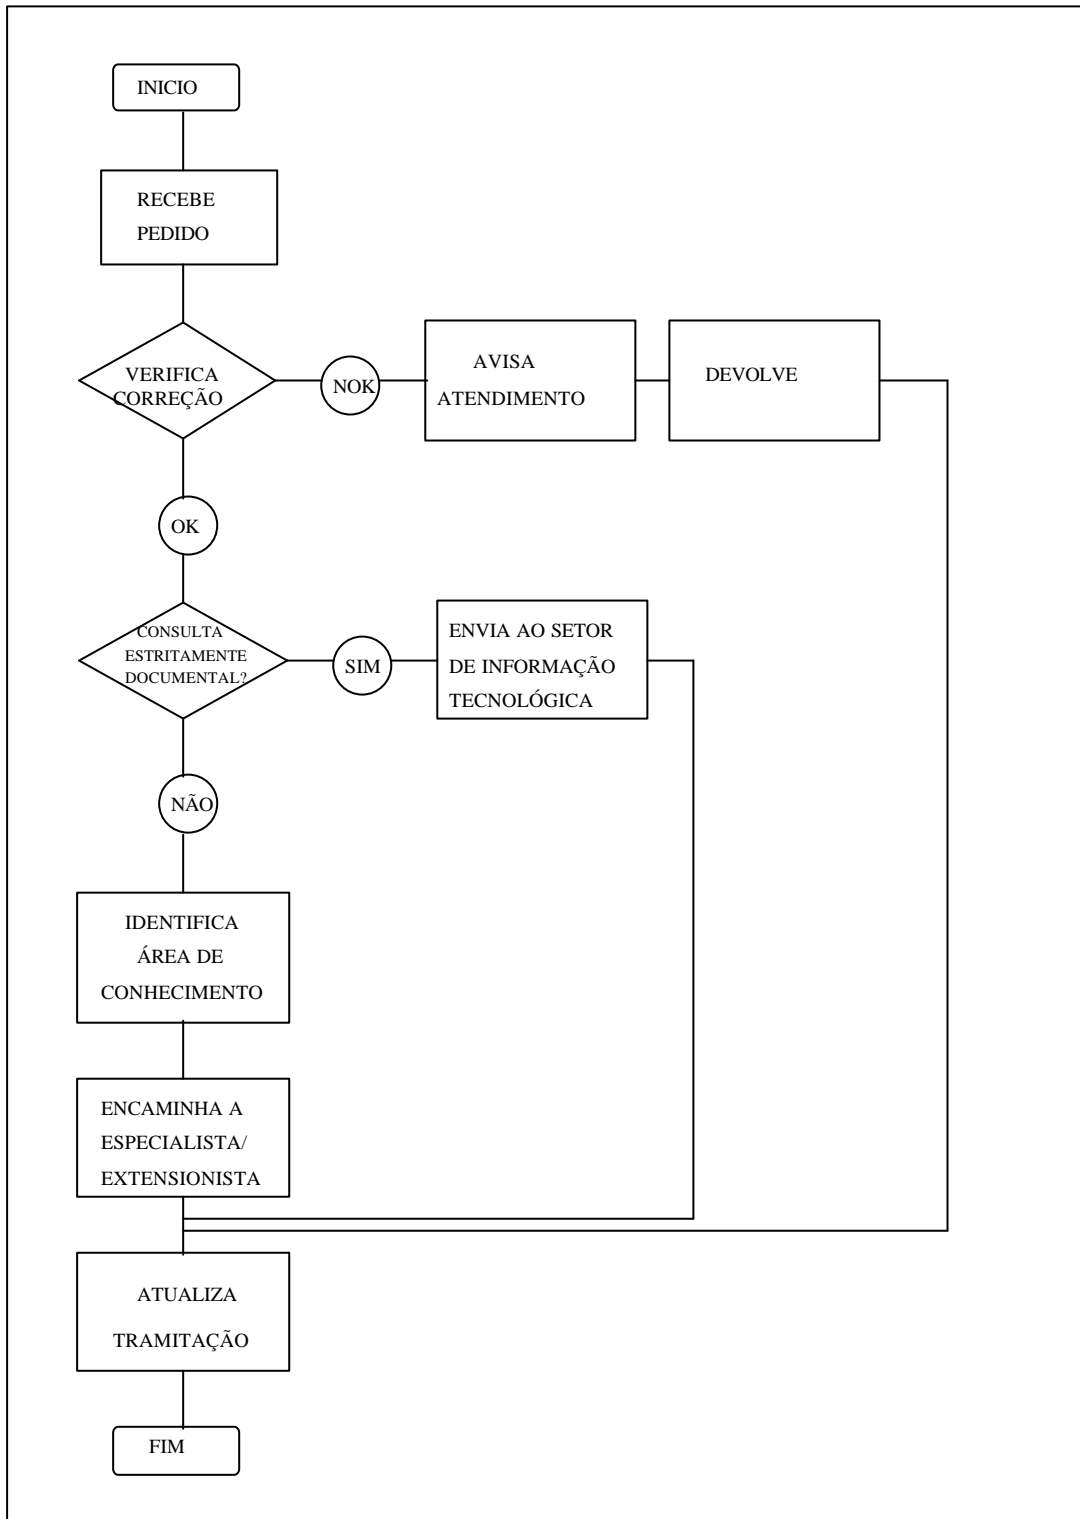 INICIO
RECEBE
PEDIDO
VERIFICA
CORREÇÃO
NOK
AVISA
ATENDIMENTO
DEVOLVE
OK
CONSULTA
ESTRITAMENTE
DOCUMENTAL?
SIM
ENVIA AO SETOR
DE INFORMAÇÃO
TECNOLÓGICA
NÃO
IDENTIFICA
ÁREA DE
CONHECIMENTO
ENCAMINHA A
ESPECIALISTA/
EXTENSIONISTA
ATUALIZA
TRAMITAÇÃO
FIM